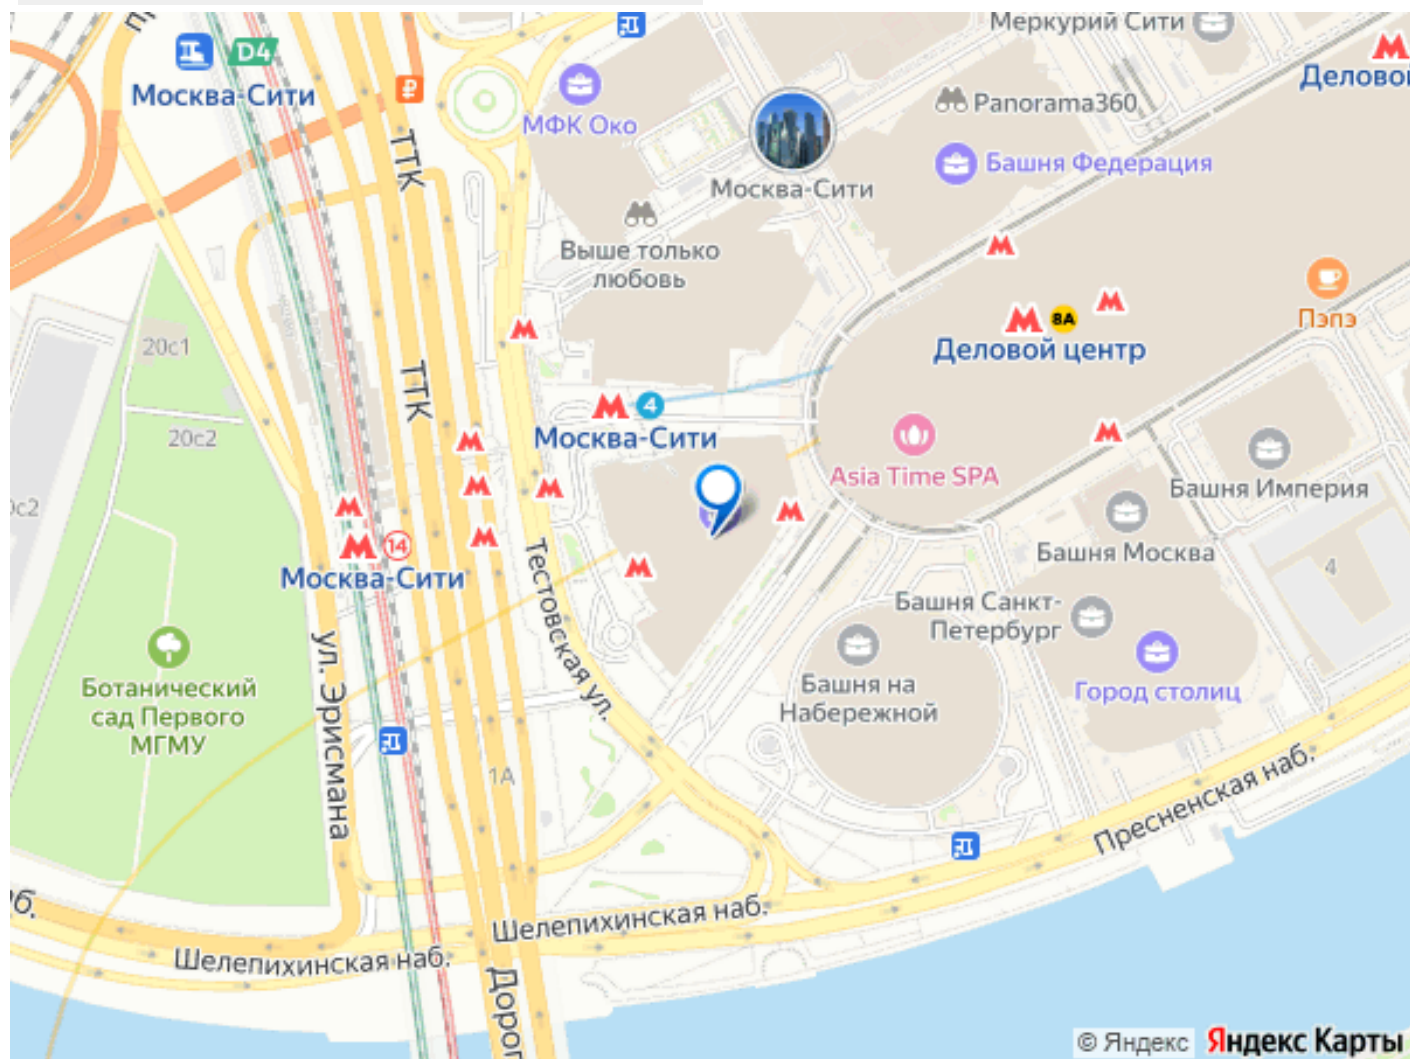 Меркурий Сити
D4
Москва-Сити
₽
Деловой
Panorama360
МФК Око
Башня Федерация
ТТК
Москва-Сити
Выше только
любовь
8А
Пэпэ
Деловой центр
20с1
ТТК
4
Москва-Сити
20с2
Asia Time SPA
Башня Империя
14
Москва-Сити
Башня Москва
4
Тестовская ул.
Башня Санкт-
Петербург
ул. Эрисмана
Ботанический
сад Первого
МГМУ
Башня на
Набережной
Город столиц
1А
Пресненская наб.
Шелепихинская наб.
Шелепихинская наб.
© Яндекс Яндекс Карты